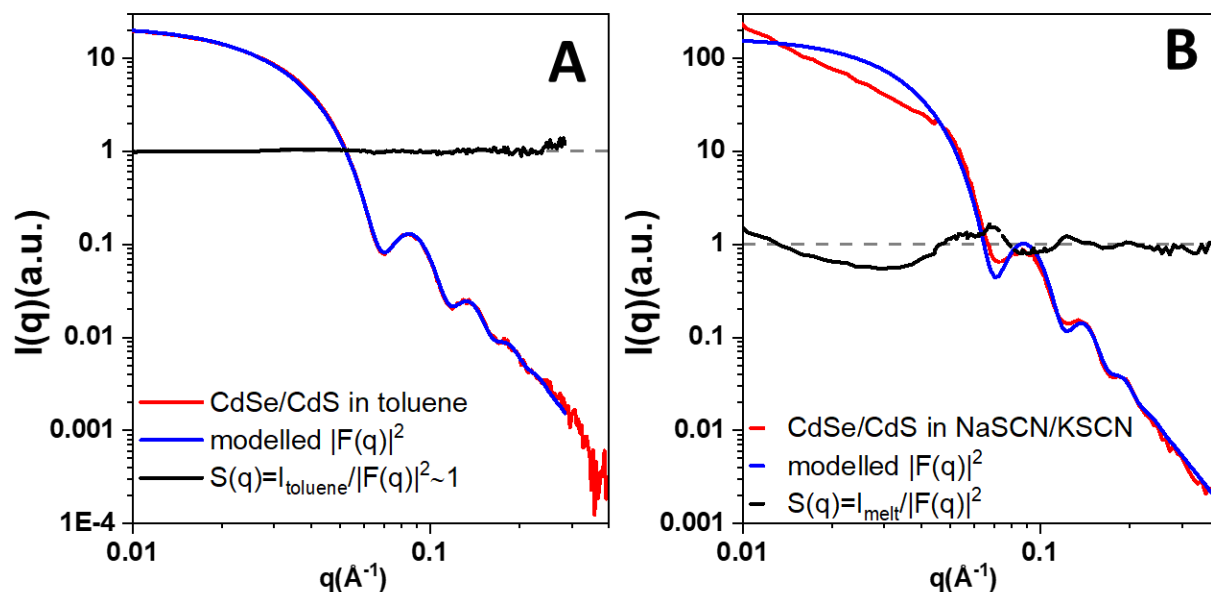 A
I(q)(a.u.)
10
1
0.1
0.01
0.001
1E-4
CdSe/CdS in toluene
modelled |F(q)|²
S(q)=I_toluene/|F(q)|²~1
0.01
0.1
q(Å⁻¹)
B
I(q)(a.u.)
100
10
1
0.1
0.01
0.001
CdSe/CdS in NaSCN/KSCN
modelled |F(q)|²
S(q)=I_melt/|F(q)|²
0.01
0.1
q(Å⁻¹)